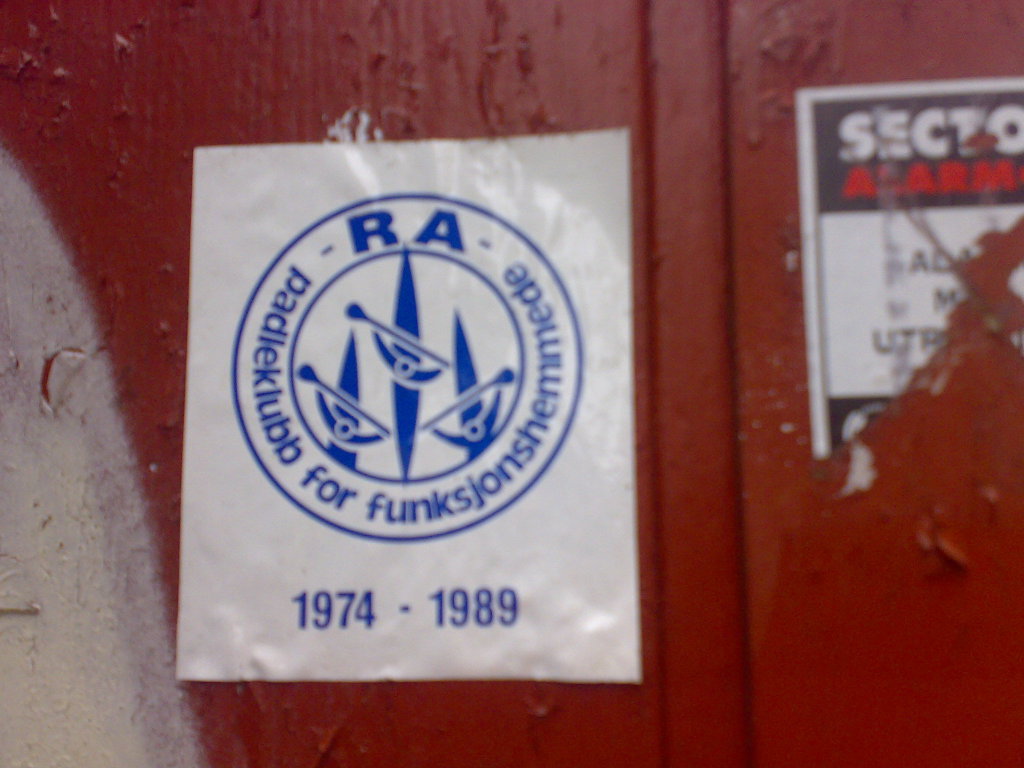 - RA -
padleklubb for funksjonshemmede
1974 - 1989
SECTO
ALARM
UTR